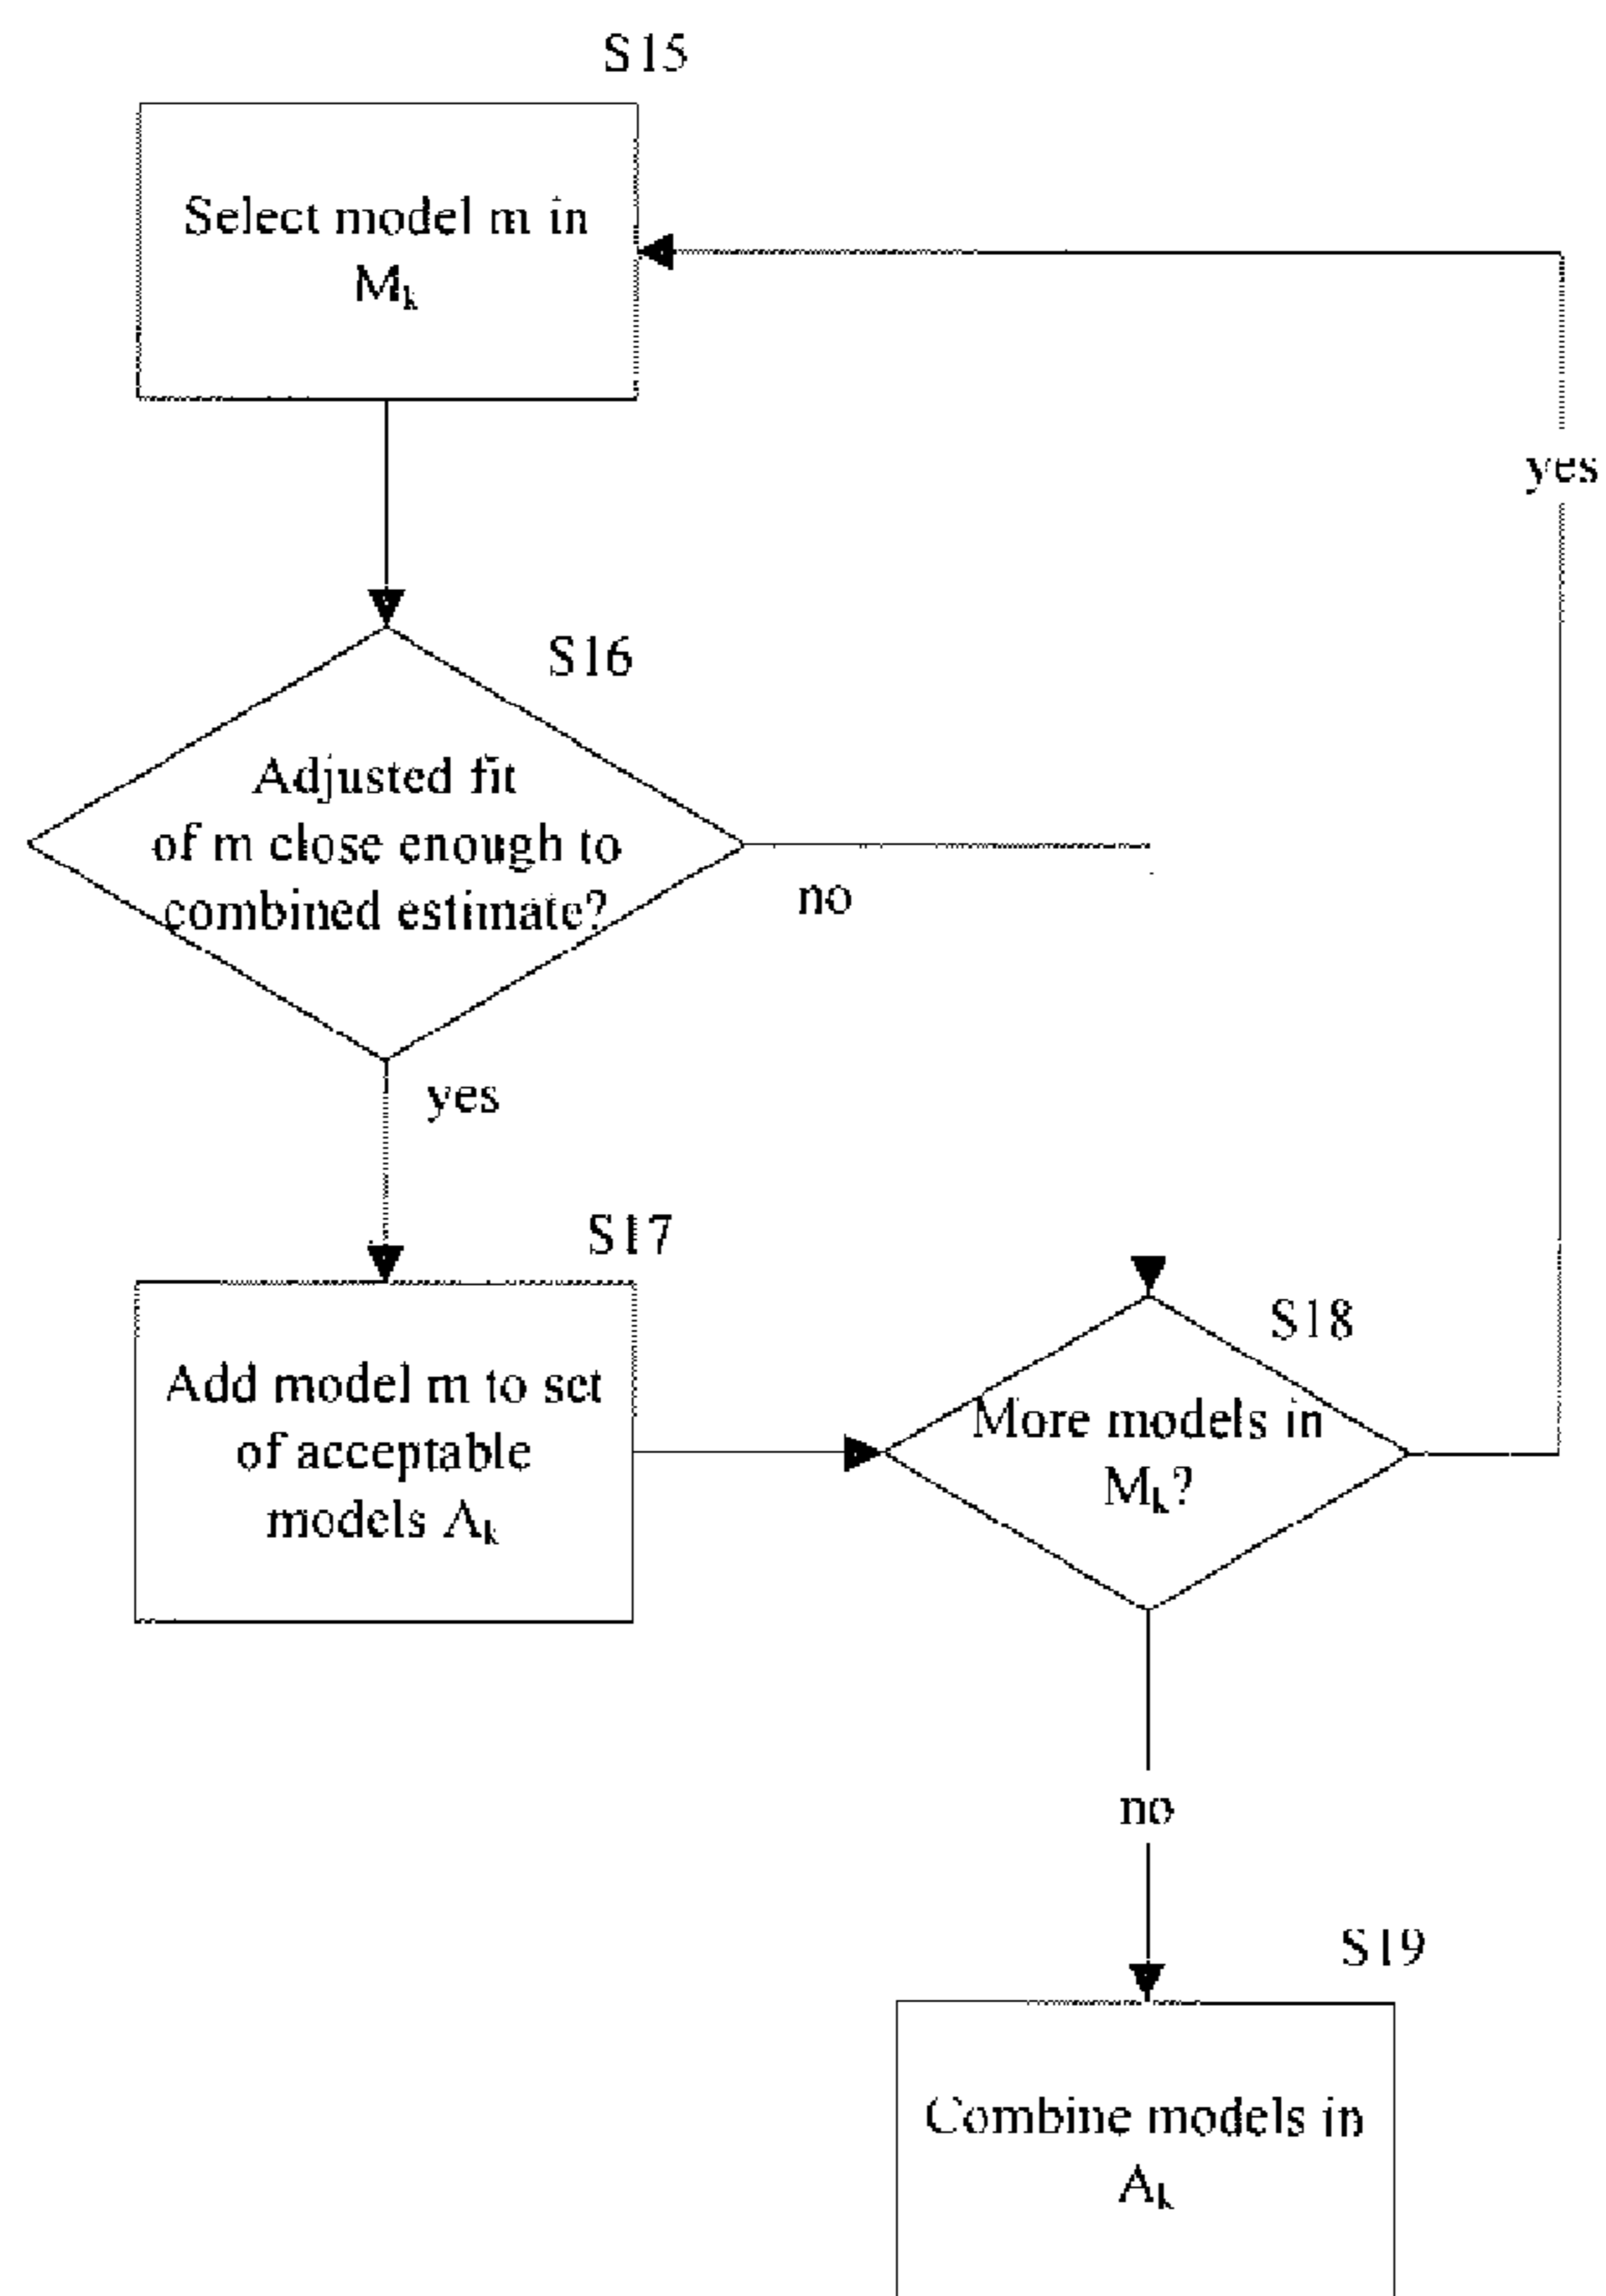 S15
Select model m in
Mk
yes
S16
Adjusted fit
of m close enough to
combined estimate?
no
yes
S17
Add model m to set
of acceptable
models Ak
S18
More models in
Mk?
no
S19
Combine models in
Ak